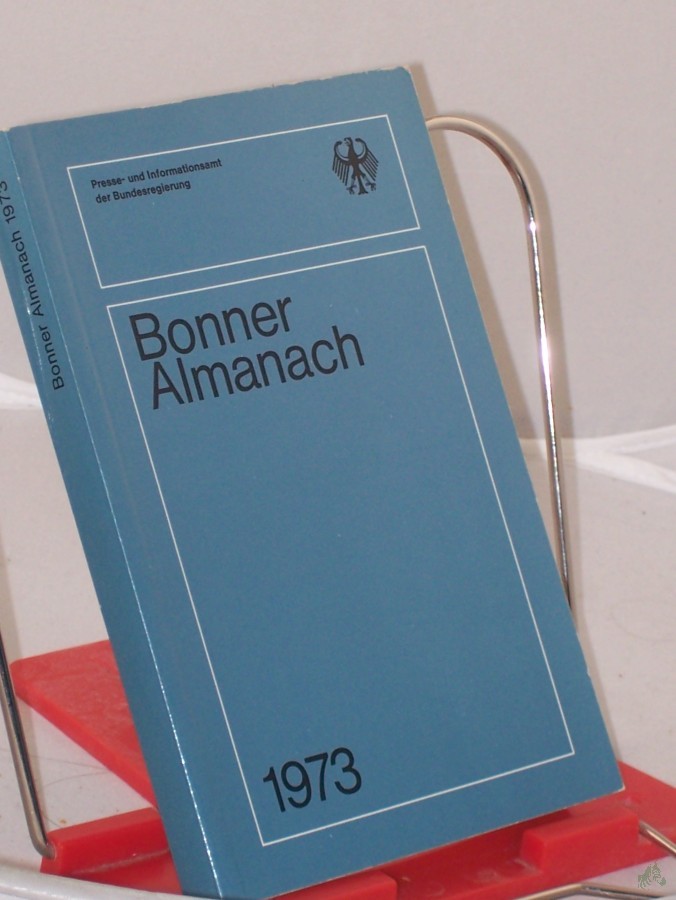 Presse- und Informationsamt
der Bundesregierung
Bonner
Almanach
1973
Bonner Almanach 1973